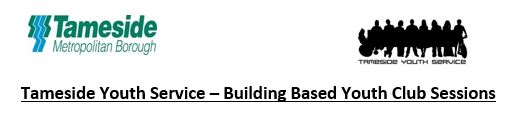 Tameside
Metropolitan Borough
TAMESIDE YOUTH SERVICE
Tameside Youth Service – Building Based Youth Club Sessions